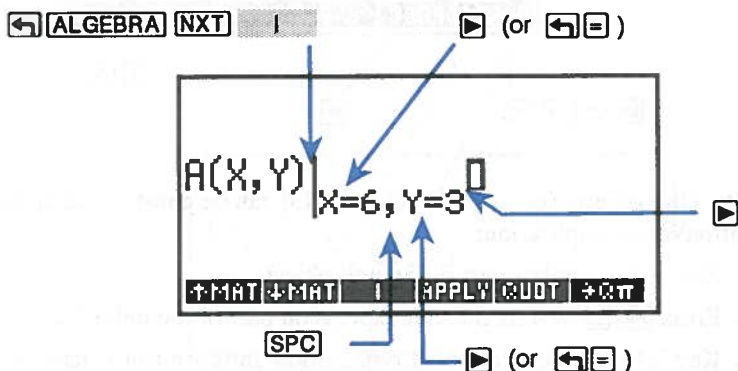 ALGEBRA NXT | ▶ (or ↰ = )
A(X,Y)|X=6,Y=3
▶
↑MAT ↓MAT | APPLY QUOT →Qπ
SPC ▶ (or ↰ = )